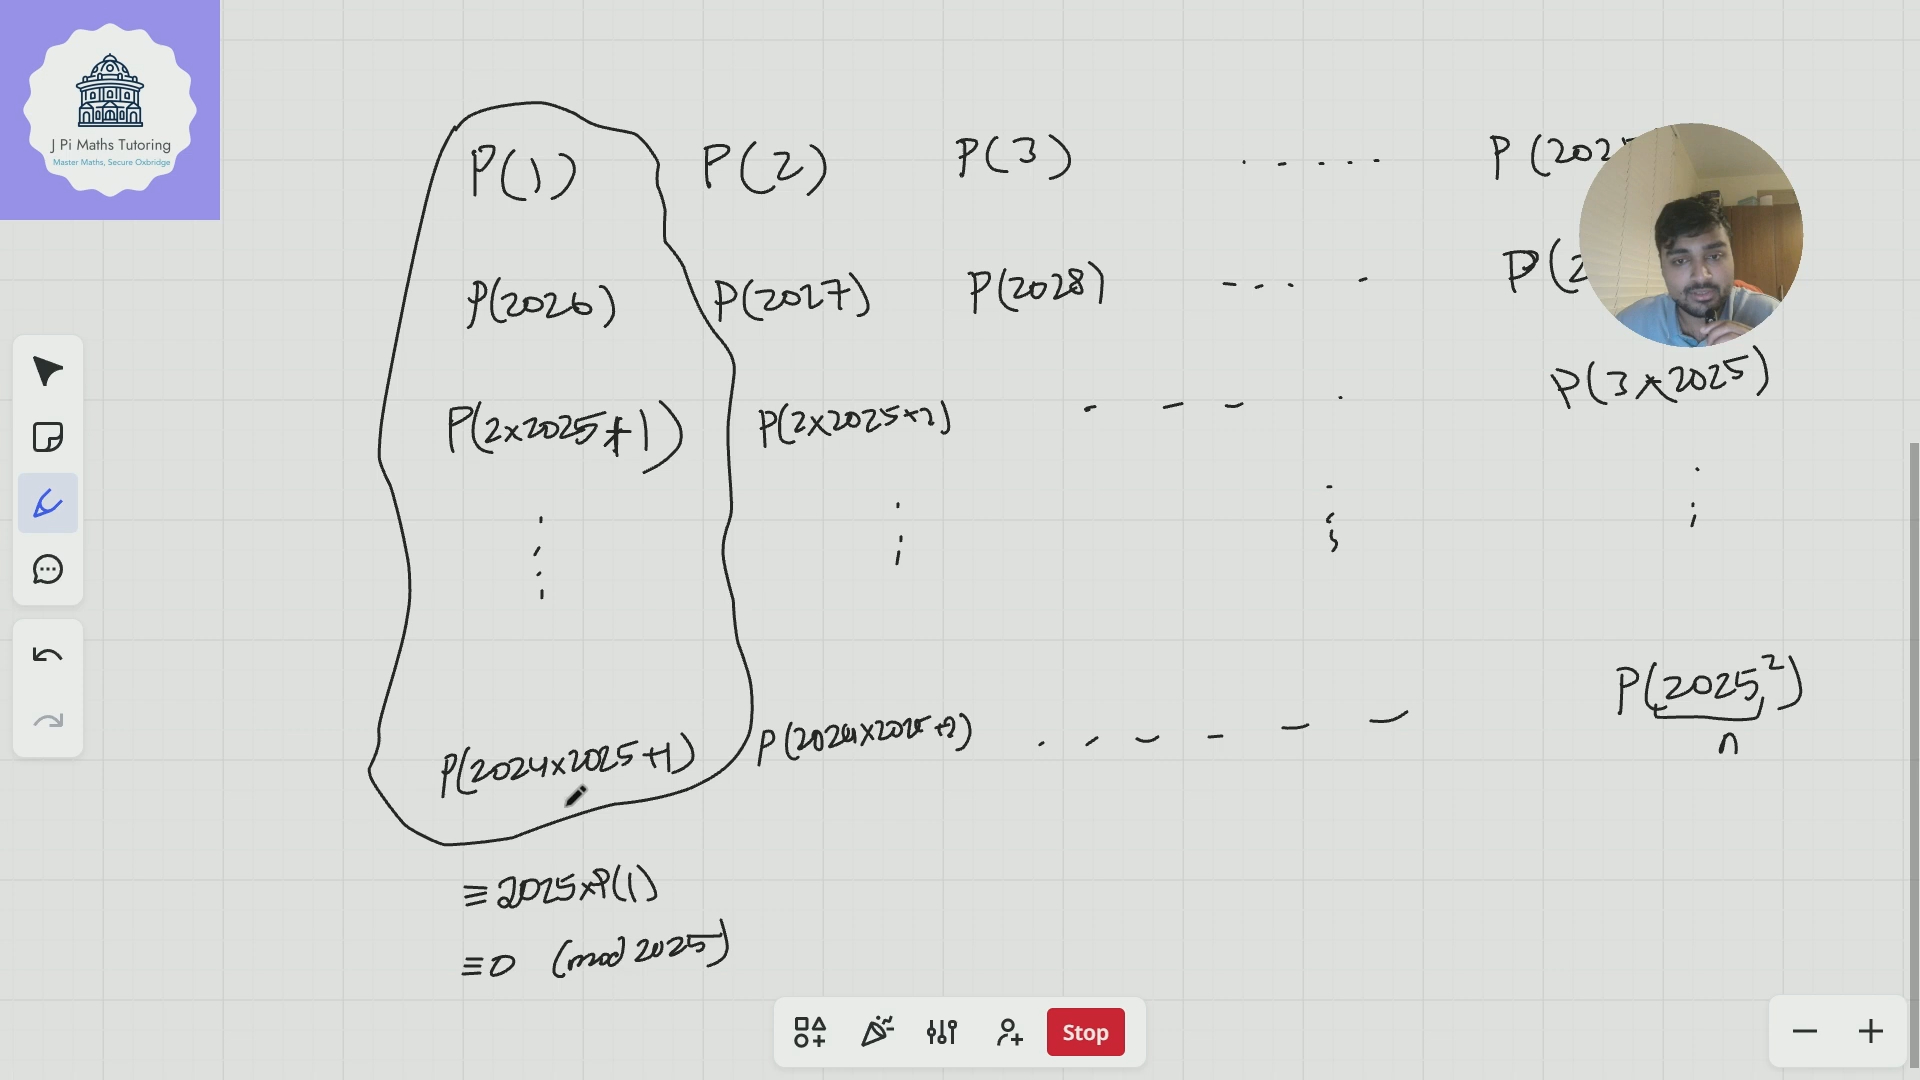 J Pi Maths Tutoring
Master Maths, Secure Oxbridge
P(1) P(2) P(3) ..... P(202
P(2026) P(2027) P(2028) .... P(2
P(2×2025+1) P(2×2025+2) - - - . P(3×2025)
P(2024×2025+1) P(2024×2025+2) . - - - - - P(2025²)
n
≡ 2025×P(1)
≡ 0 (mod 2025)
Stop